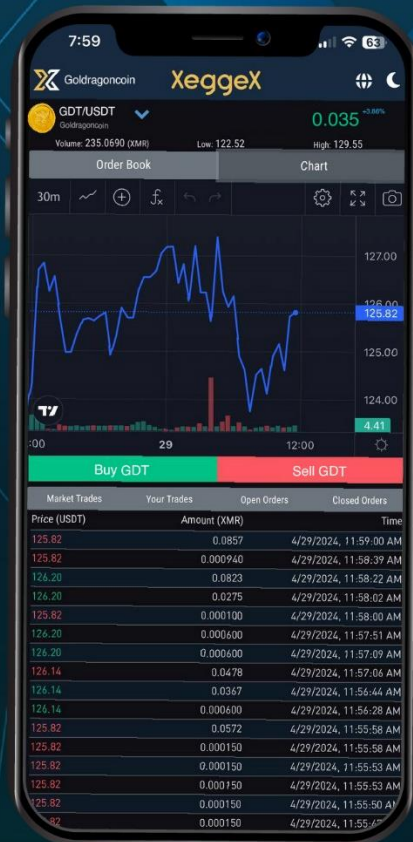 7:59
63
Goldragoncoin
XeggeX
GDT/USDT
Goldragoncoin
0.035
+3.88%
Volume: 235.0690 (XMR) Low: 122.52 High: 129.55
Order Book Chart
30m
127.00
126.00
125.82
125.00
124.00
4.41
:00 29 12:00
Buy GDT Sell GDT
Market Trades Your Trades Open Orders Closed Orders
Price (USDT) Amount (XMR) Time
125.82 0.0857 4/29/2024, 11:59:00 AM
125.82 0.000940 4/29/2024, 11:58:39 AM
126.20 0.0823 4/29/2024, 11:58:22 AM
126.20 0.0275 4/29/2024, 11:58:02 AM
125.82 0.000100 4/29/2024, 11:58:00 AM
126.20 0.000600 4/29/2024, 11:57:51 AM
126.20 0.000600 4/29/2024, 11:57:09 AM
126.14 0.0478 4/29/2024, 11:57:06 AM
126.14 0.0367 4/29/2024, 11:56:44 AM
126.14 0.000600 4/29/2024, 11:56:28 AM
125.82 0.0572 4/29/2024, 11:55:58 AM
125.82 0.000150 4/29/2024, 11:55:58 AM
125.82 0.000150 4/29/2024, 11:55:53 AM
125.82 0.000150 4/29/2024, 11:55:53 AM
125.82 0.000150 4/29/2024, 11:55:50 AM
0.000150